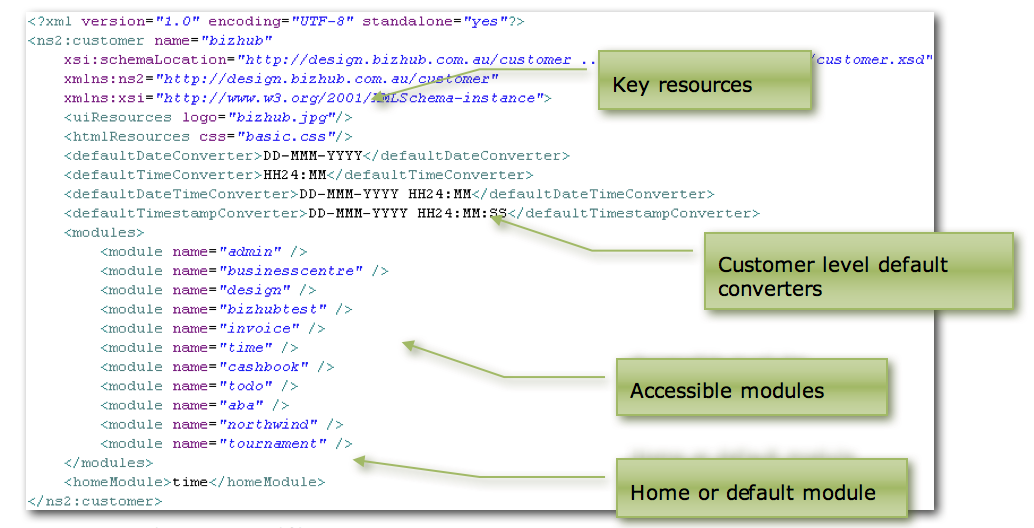 <?xml version="1.0" encoding="UTF-8" standalone="yes"?>
<ns2:customer name="bizhub"
xsi:schemaLocation="http://design.bizhub.com.au/customer .. /customer.xsd"
xmlns:ns2="http://design.bizhub.com.au/customer"
Key resources
xmlns:xsi="http://www.w3.org/2001/XMLSchema-instance">
<uiResources logo="bizhub.jpg"/>
<htmlResources css="basic.css"/>
<defaultDateConverter>DD-MMM-YYYY</defaultDateConverter>
<defaultTimeConverter>HH24:MM</defaultTimeConverter>
<defaultDateTimeConverter>DD-MMM-YYYY HH24:MM</defaultDateTimeConverter>
<defaultTimestampConverter>DD-MMM-YYYY HH24:MM:SS</defaultTimestampConverter>
<modules>
<module name="admin" />
Customer level default
converters
<module name="businesscentre" />
<module name="design" />
<module name="bizhubtest" />
<module name="invoice" />
<module name="time" />
<module name="cashbook" />
<module name="todo" />
Accessible modules
<module name="aba" />
<module name="northwind" />
<module name="tournament" />
</modules>
<homeModule>time</homeModule>
Home or default module
</ns2:customer>